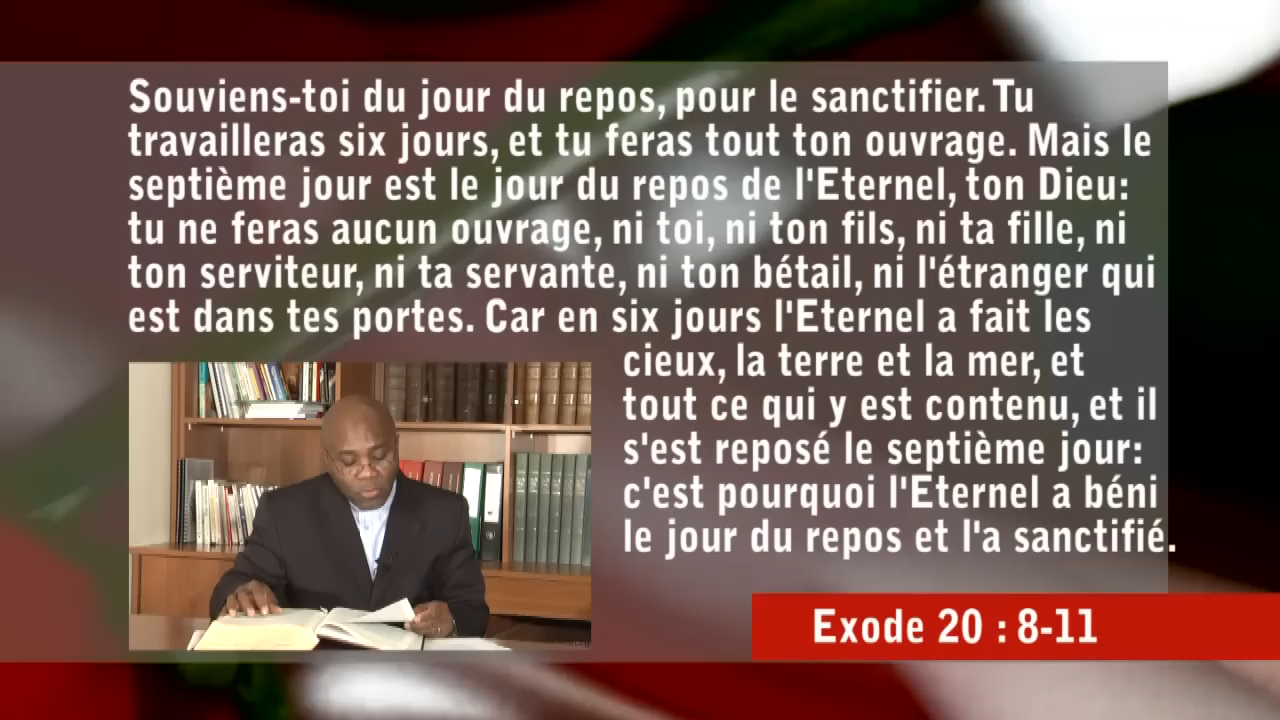 Souviens-toi du jour du repos, pour le sanctifier. Tu
travailleras six jours, et tu feras tout ton ouvrage. Mais le
septième jour est le jour du repos de l'Eternel, ton Dieu:
tu ne feras aucun ouvrage, ni toi, ni ton fils, ni ta fille, ni
ton serviteur, ni ta servante, ni ton bétail, ni l'étranger qui
est dans tes portes. Car en six jours l'Eternel a fait les
cieux, la terre et la mer, et
tout ce qui y est contenu, et il
s'est reposé le septième jour:
c'est pourquoi l'Eternel a béni
le jour du repos et l'a sanctifié.
Exode 20 : 8-11